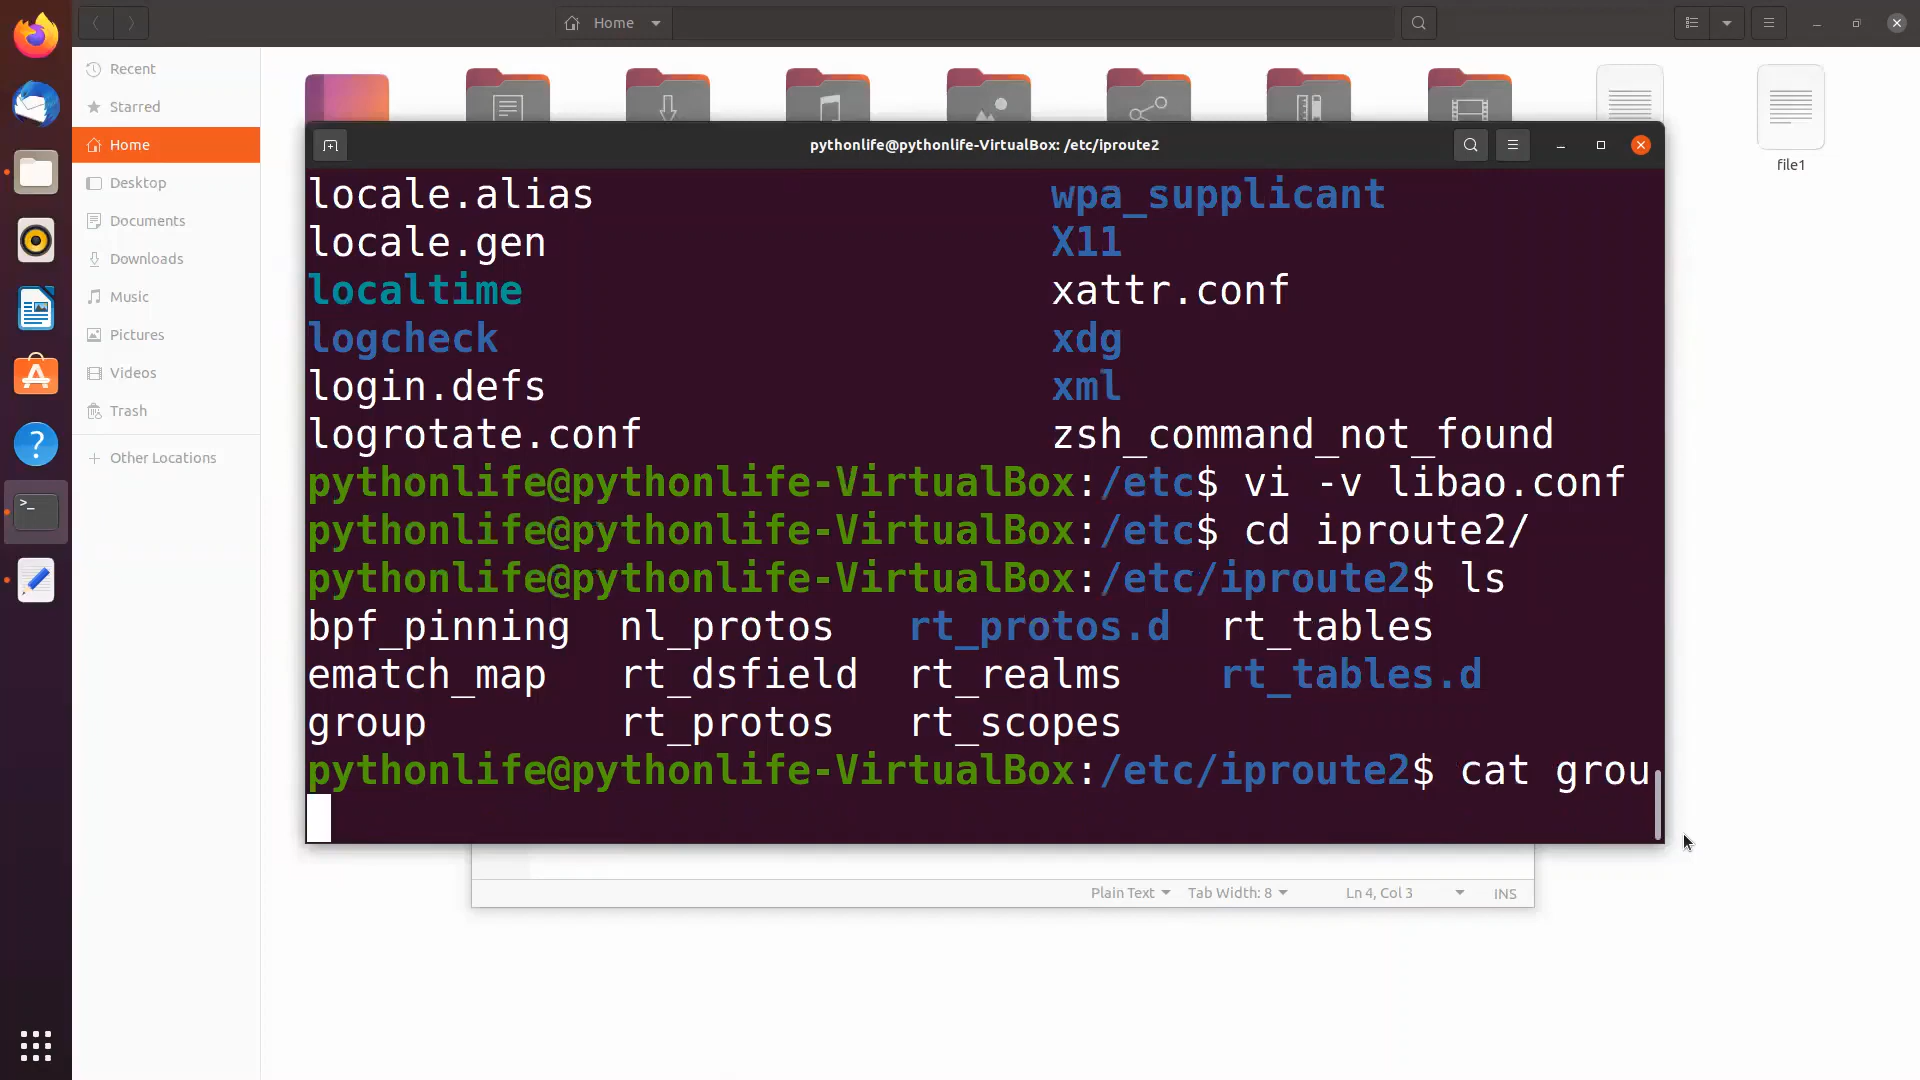 Home
Recent
Starred
Home
Desktop
Documents
Downloads
Music
Pictures
Videos
Trash
Other Locations
file1
pythonlife@pythonlife-VirtualBox: /etc/iproute2
locale.alias wpa_supplicant
locale.gen X11
localtime xattr.conf
logcheck xdg
login.defs xml
logrotate.conf zsh_command_not_found
pythonlife@pythonlife-VirtualBox:/etc$ vi -v libao.conf
pythonlife@pythonlife-VirtualBox:/etc$ cd iproute2/
pythonlife@pythonlife-VirtualBox:/etc/iproute2$ ls
bpf_pinning nl_protos rt_protos.d rt_tables
ematch_map rt_dsfield rt_realms rt_tables.d
group rt_protos rt_scopes
pythonlife@pythonlife-VirtualBox:/etc/iproute2$ cat grou
Plain Text Tab Width: 8 Ln 4, Col 3 INS